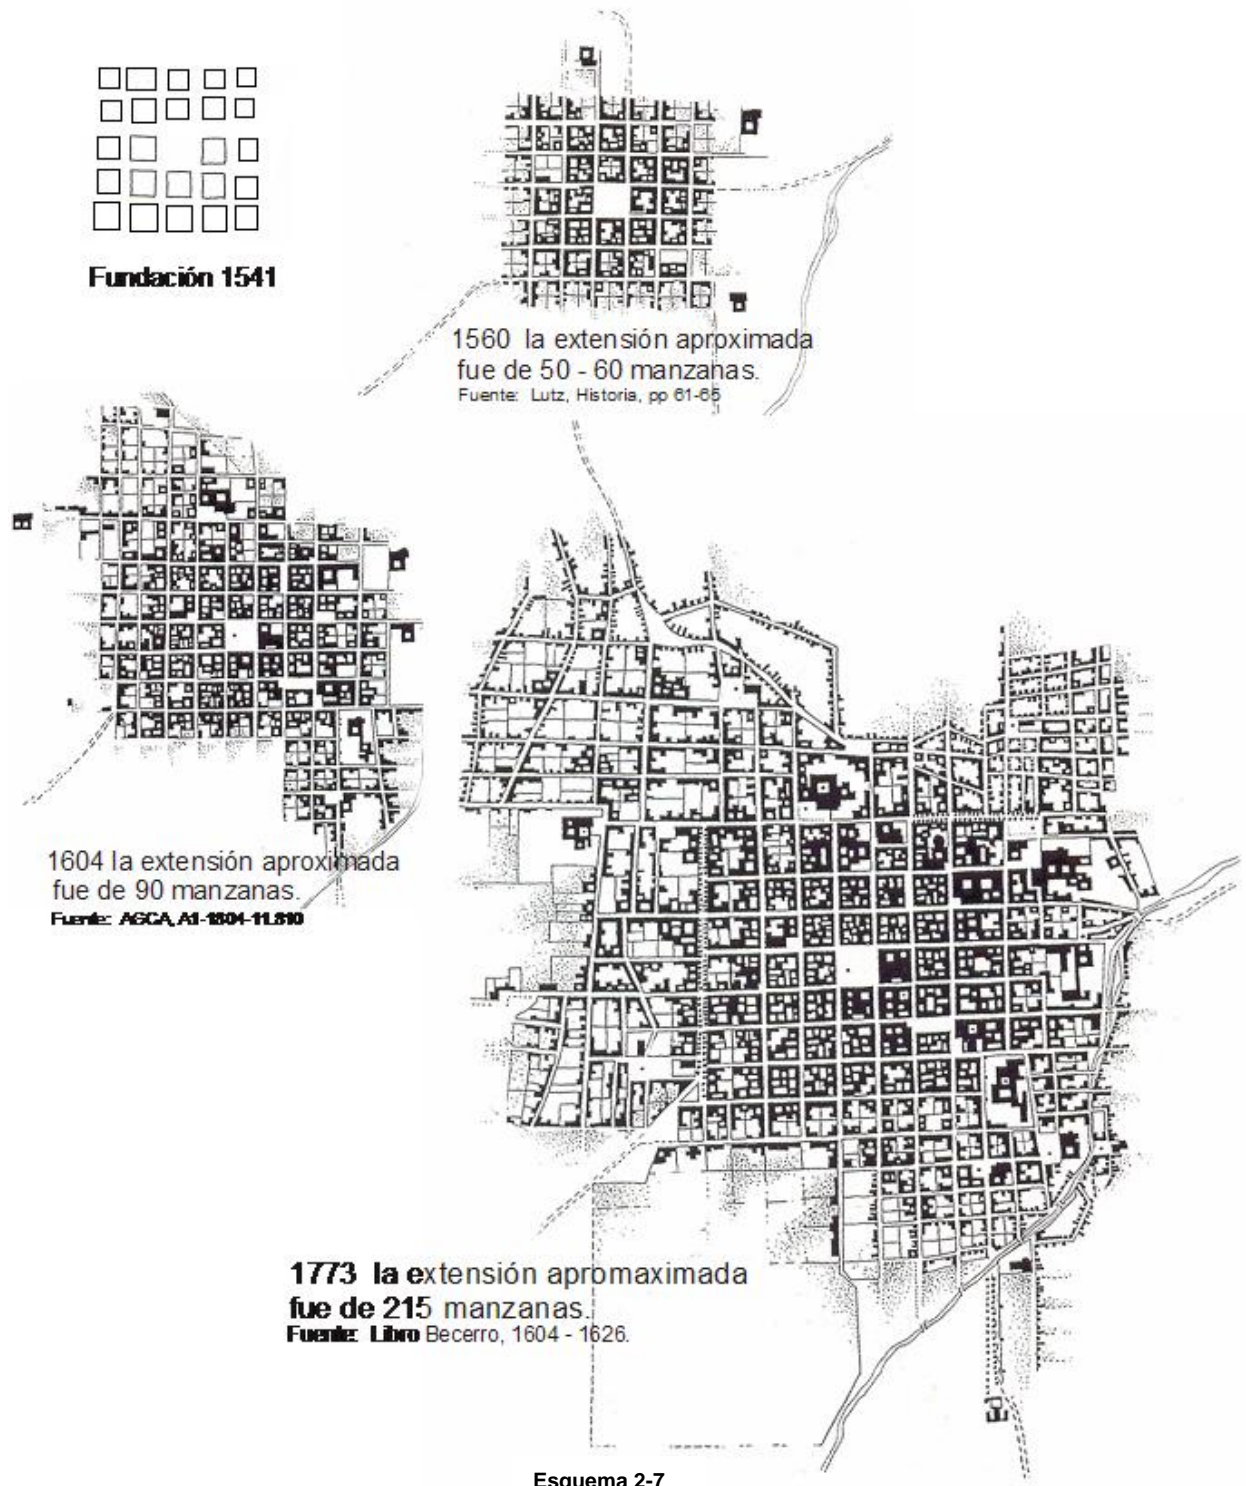 Fundación 1541
1560 la extensión aproximada
fue de 50 - 60 manzanas.
Fuente: Lutz, Historia, pp 61-65
1604 la extensión aproximada
fue de 90 manzanas.
Fuente: AGCA, A1-1604-11.810
1773 la extensión apromaximada
fue de 215 manzanas.
Fuente: Libro Becerro, 1604 - 1626.
Esquema 2-7